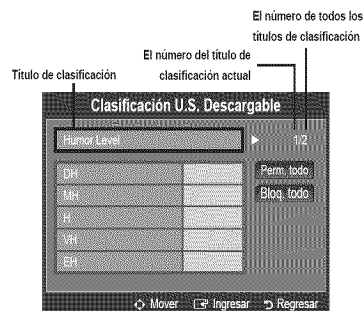 El número de todos los
títulos de clasificación
El número del título de
clasificación actual
Título de clasificación
Clasificación U.S. Descargable
Humor Level
1/2
DH
Perm. todo
MH
Bloq. todo
H
VH
EH
Mover
Ingresar
Regresar